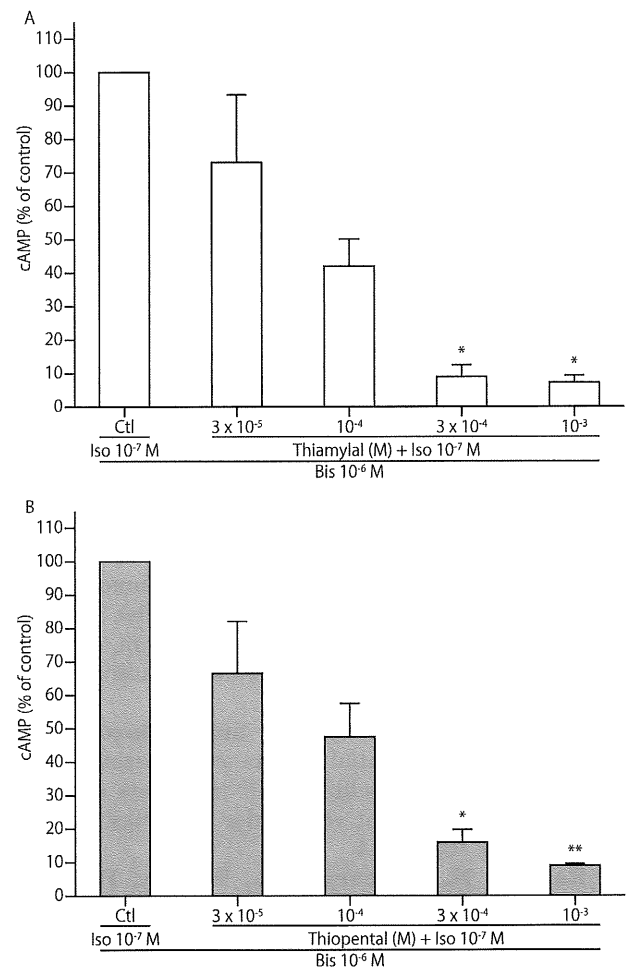 A
110
100
90
80
70
60
50
40
30
20
10
0
cAMP (% of control)
* *
Ctl 3 x 10⁻⁵ 10⁻⁴ 3 x 10⁻⁴ 10⁻³
Iso 10⁻⁷ M Thiamylal (M) + Iso 10⁻⁷ M
Bis 10⁻⁶ M
B
110
100
90
80
70
60
50
40
30
20
10
0
cAMP (% of control)
* **
Ctl 3 x 10⁻⁵ 10⁻⁴ 3 x 10⁻⁴ 10⁻³
Iso 10⁻⁷ M Thiopental (M) + Iso 10⁻⁷ M
Bis 10⁻⁶ M